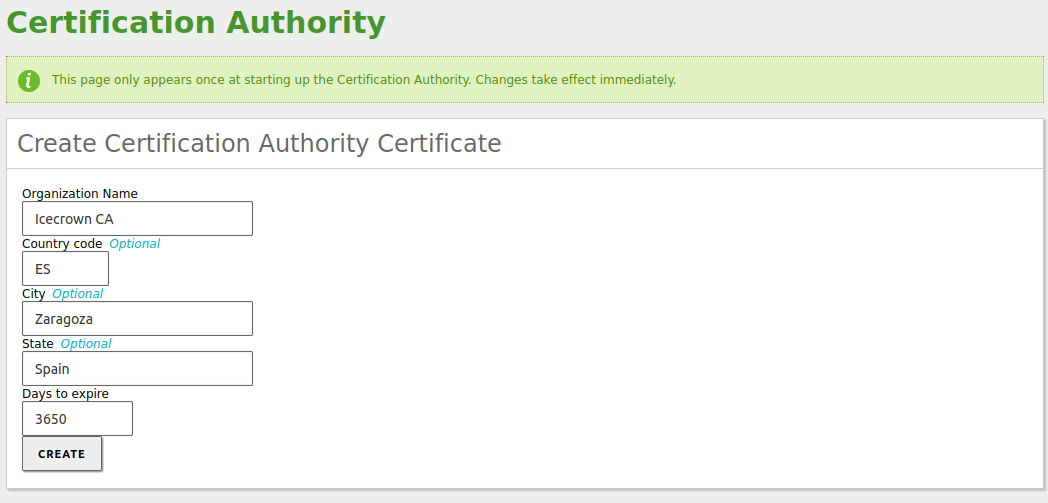 Certification Authority
This page only appears once at starting up the Certification Authority. Changes take effect immediately.
Create Certification Authority Certificate
Organization Name
Icecrown CA
Country code Optional
ES
City Optional
Zaragoza
State Optional
Spain
Days to expire
3650
CREATE